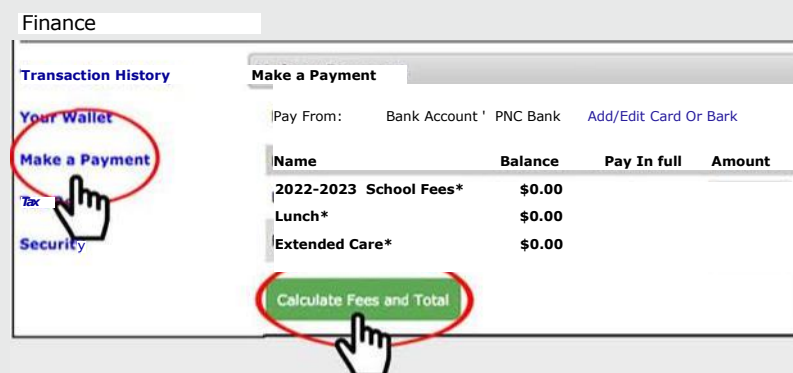 Finance
Transaction History
Your Wallet
Make a Payment
Tax
Security
Make a Payment
Pay From: Bank Account ' PNC Bank Add/Edit Card Or Bark
Name Balance Pay In full Amount
2022-2023 School Fees* $0.00
Lunch* $0.00
Extended Care* $0.00
Calculate Fees and Total